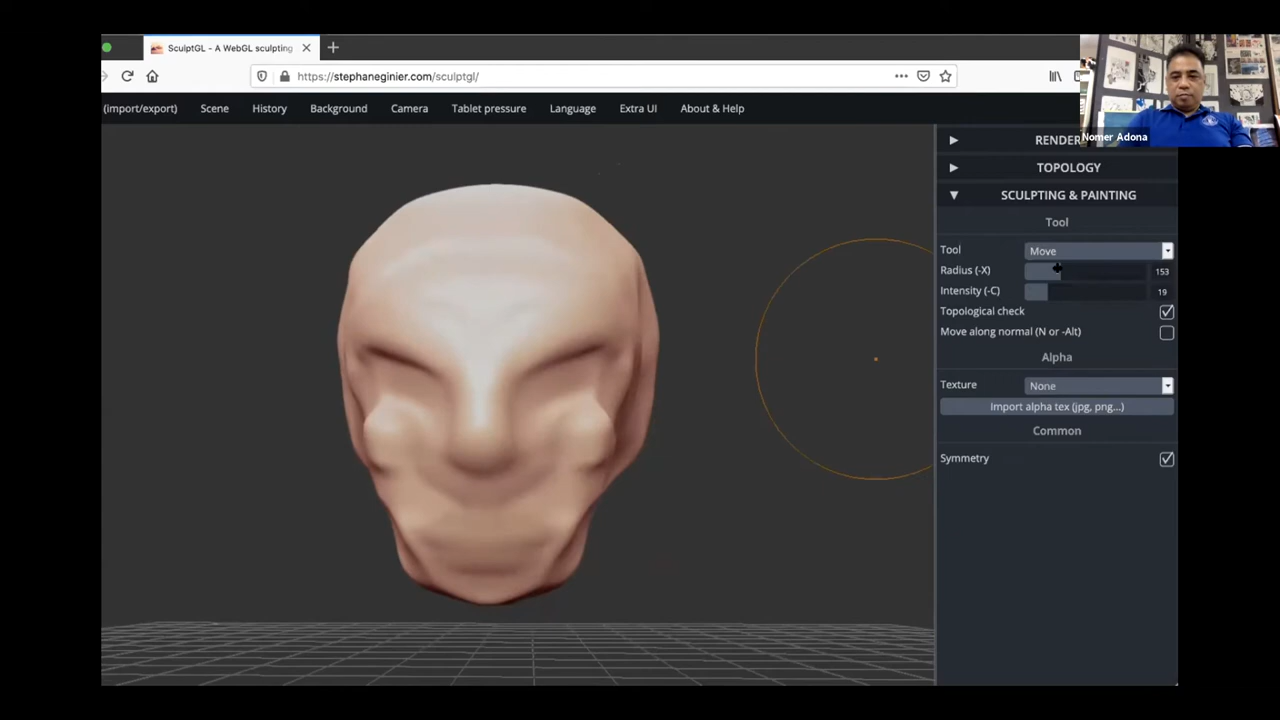 SculptGL - A WebGL sculpting
https://stephaneginier.com/sculptgl/
(import/export) Scene History Background Camera Tablet pressure Language Extra UI About & Help
Nomer Adona
RENDER
TOPOLOGY
SCULPTING & PAINTING
Tool
Tool Move
Radius (-X) 153
Intensity (-C) 19
Topological check
Move along normal (N or -Alt)
Alpha
Texture None
Import alpha tex (jpg, png...)
Common
Symmetry